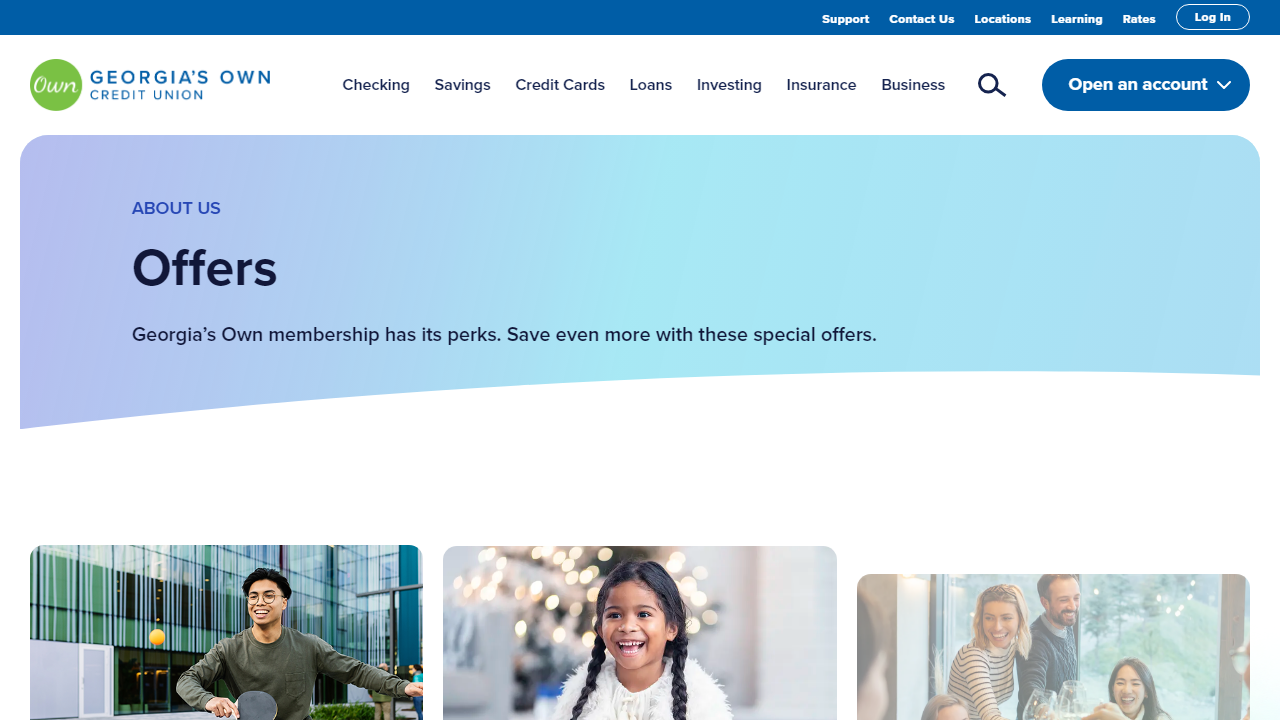 Support Contact Us Locations Learning Rates Log In
Own GEORGIA'S OWN
CREDIT UNION
Checking Savings Credit Cards Loans Investing Insurance Business Open an account
ABOUT US
Offers
Georgia’s Own membership has its perks. Save even more with these special offers.